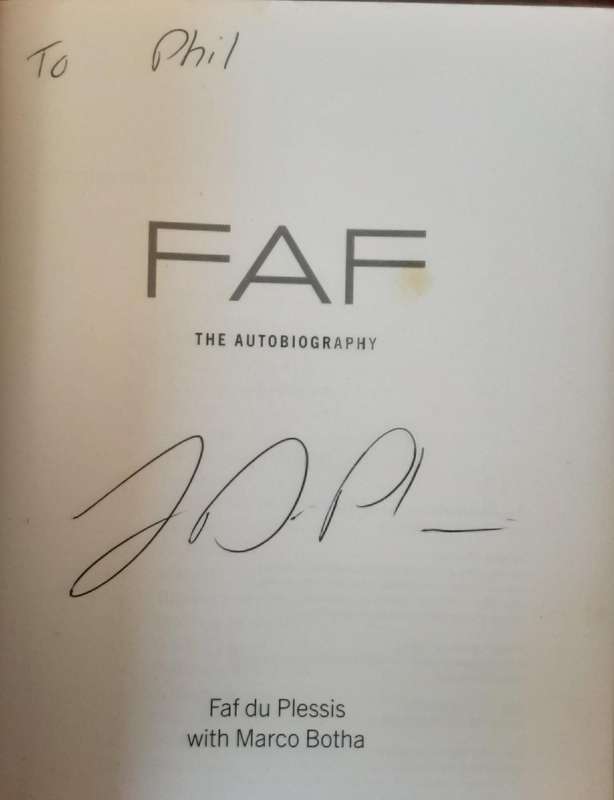 To Phil
FAF
THE AUTOBIOGRAPHY
Faf du Plessis
with Marco Botha